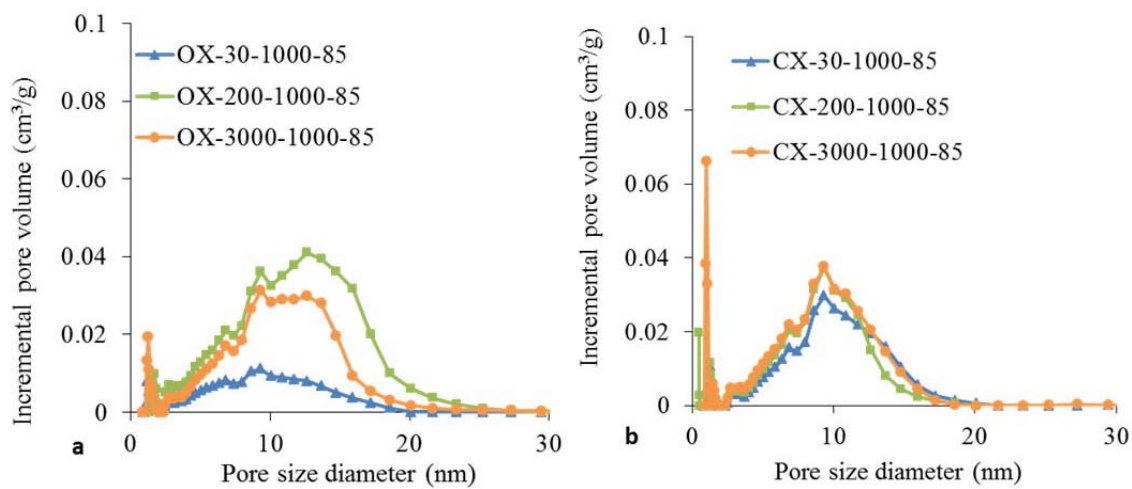 0.1
0.08
0.06
0.04
0.02
0
0 10 20 30
Incremental pore volume (cm³/g)
OX-30-1000-85
OX-200-1000-85
OX-3000-1000-85
a
Pore size diameter (nm)
0.1
0.08
0.06
0.04
0.02
0
0 10 20 30
Incremental pore volume (cm³/g)
CX-30-1000-85
CX-200-1000-85
CX-3000-1000-85
b
Pore size diameter (nm)